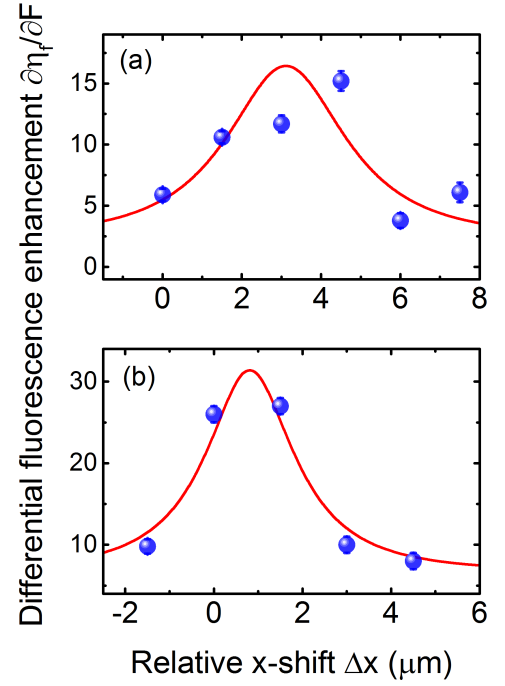 Differential fluorescence enhancement ∂η_f/∂F
(a)
15
10
5
0
0 2 4 6 8
(b)
30
20
10
-2 0 2 4 6
Relative x-shift Δx (μm)